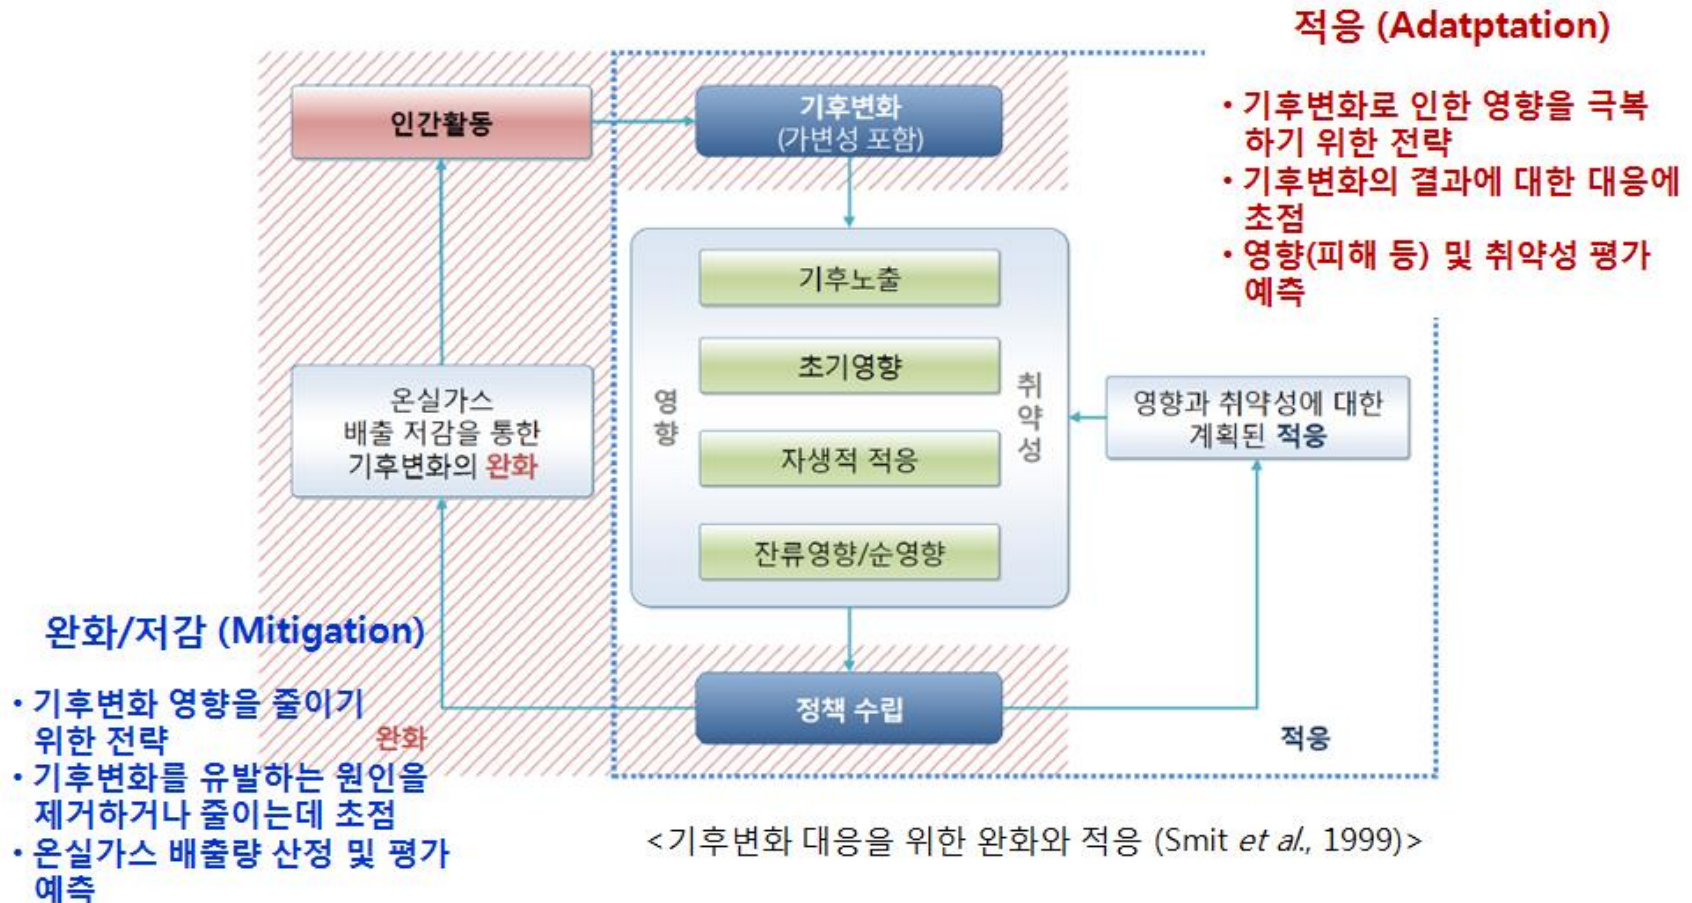 적응 (Adatptation)
• 기후변화로 인한 영향을 극복
하기 위한 전략
• 기후변화의 결과에 대한 대응에
초점
• 영향(피해 등) 및 취약성 평가
예측
인간활동
기후변화
(가변성 포함)
기후노출
초기영향
자생적 적응
잔류영향/순영향
영
향
취
약
성
온실가스
배출 저감을 통한
기후변화의 완화
영향과 취약성에 대한
계획된 적응
정책 수립
완화
적응
완화/저감 (Mitigation)
• 기후변화 영향을 줄이기
위한 전략
• 기후변화를 유발하는 원인을
제거하거나 줄이는데 초점
• 온실가스 배출량 산정 및 평가
예측
<기후변화 대응을 위한 완화와 적응 (Smit et al., 1999)>